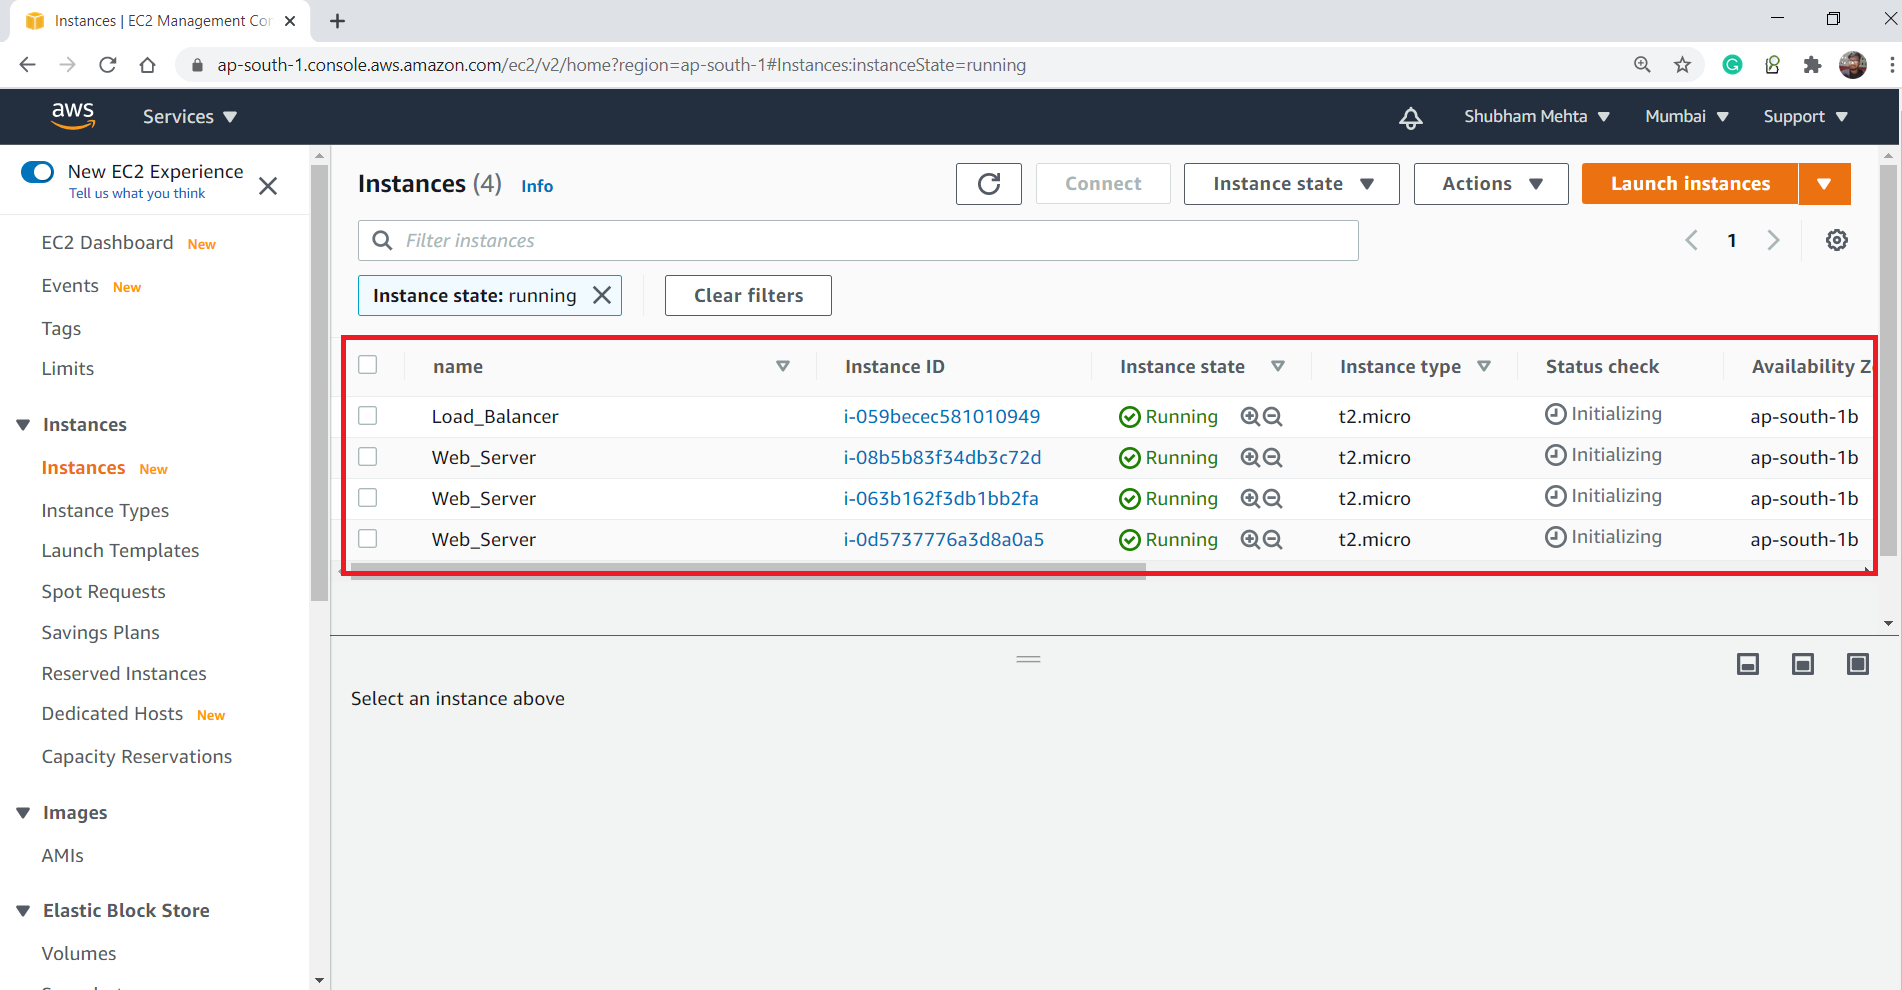 Instances | EC2 Management Con
ap-south-1.console.aws.amazon.com/ec2/v2/home?region=ap-south-1#Instances:instanceState=running
aws Services Shubham Mehta Mumbai Support
New EC2 Experience
Tell us what you think
EC2 Dashboard New
Events New
Tags
Limits
Instances
Instances New
Instance Types
Launch Templates
Spot Requests
Savings Plans
Reserved Instances
Dedicated Hosts New
Capacity Reservations
Images
AMIs
Elastic Block Store
Volumes
Instances (4) Info Connect Instance state Actions Launch instances
Filter instances 1
Instance state: running Clear filters
name Instance ID Instance state Instance type Status check Availability Z
Load_Balancer i-059becec581010949 Running t2.micro Initializing ap-south-1b
Web_Server i-08b5b83f34db3c72d Running t2.micro Initializing ap-south-1b
Web_Server i-063b162f3db1bb2fa Running t2.micro Initializing ap-south-1b
Web_Server i-0d5737776a3d8a0a5 Running t2.micro Initializing ap-south-1b
Select an instance above